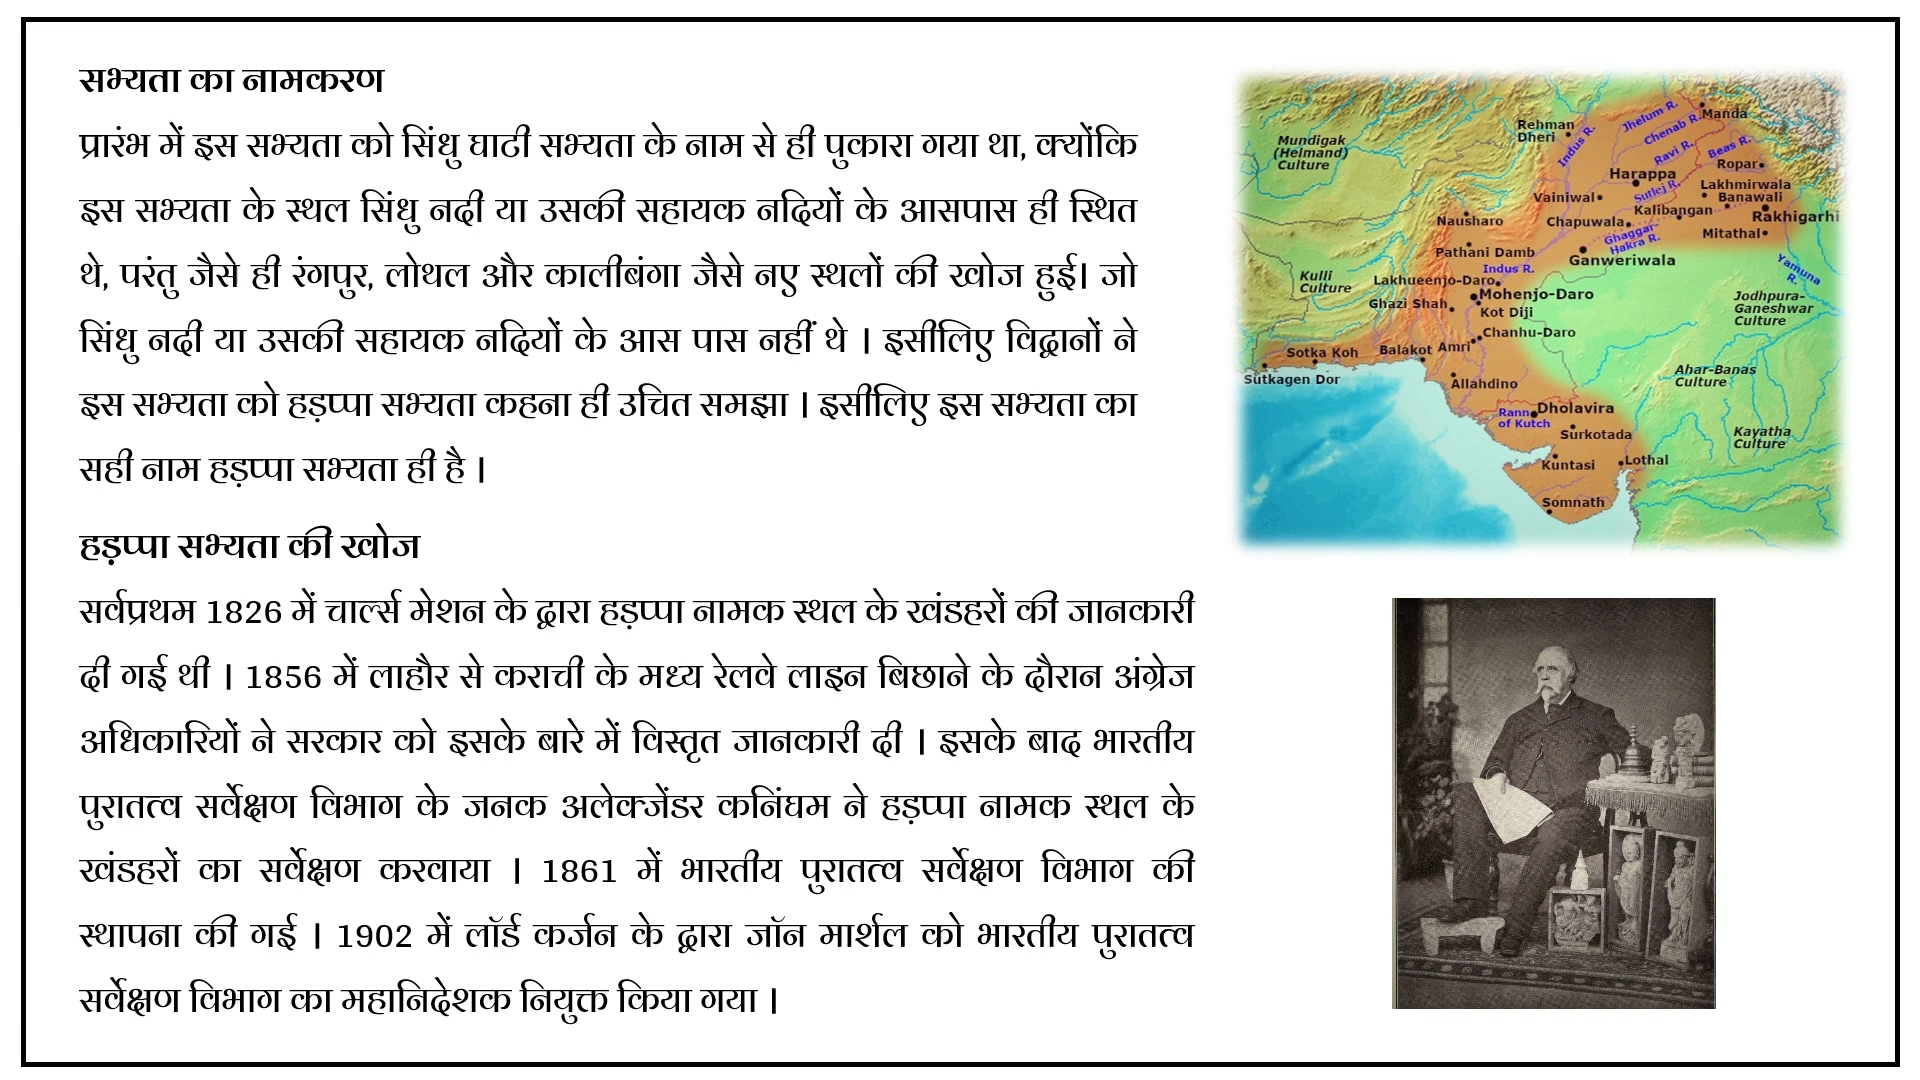 सभ्यता का नामकरण
प्रारंभ में इस सभ्यता को सिंधु घाटी सभ्यता के नाम से ही पुकारा गया था, क्योंकि
इस सभ्यता के स्थल सिंधु नदी या उसकी सहायक नदियों के आसपास ही स्थित
थे, परंतु जैसे ही रंगपुर, लोथल और कालीबंगा जैसे नए स्थलों की खोज हुई। जो
सिंधु नदी या उसकी सहायक नदियों के आस पास नहीं थे । इसीलिए विद्वानों ने
इस सभ्यता को हड़प्पा सभ्यता कहना ही उचित समझा । इसीलिए इस सभ्यता का
सही नाम हड़प्पा सभ्यता ही है ।
हड़प्पा सभ्यता की खोज
सर्वप्रथम 1826 में चार्ल्स मेशन के द्वारा हड़प्पा नामक स्थल के खंडहरों की जानकारी
दी गई थी । 1856 में लाहौर से कराची के मध्य रेलवे लाइन बिछाने के दौरान अंग्रेज
अधिकारियों ने सरकार को इसके बारे में विस्तृत जानकारी दी । इसके बाद भारतीय
पुरातत्व सर्वेक्षण विभाग के जनक अलेक्जेंडर कनिंघम ने हड़प्पा नामक स्थल के
खंडहरों का सर्वेक्षण करवाया । 1861 में भारतीय पुरातत्व सर्वेक्षण विभाग की
स्थापना की गई । 1902 में लॉर्ड कर्जन के द्वारा जॉन मार्शल को भारतीय पुरातत्व
सर्वेक्षण विभाग का महानिदेशक नियुक्त किया गया ।
Manda
Jhelum R.
Rehman
Dheri
Chenab R.
Indus R.
Mundigak
(Helmand)
Culture
Ravi R.
Beas R.
Ropar
Harappa
Lakhmirwala
Sutlej R.
Vainiwal
Banawali
Kalibangan
Rakhigarhi
Nausharo
Chapuwala
Mitathal
Ghaggar-
Hakra R.
Pathani Damb
Ganweriwala
Indus R.
Yamuna
R.
Kulli
Culture
Lakhueenjo-Daro
Mohenjo-Daro
Ghazi Shah
Kot Diji
Jodhpura-
Ganeshwar
Culture
Chanhu-Daro
Sotka Koh
Balakot
Amri
Sutkagen Dor
Allahdino
Ahar-Banas
Culture
Rann
of Kutch
Dholavira
Surkotada
Kayatha
Culture
Kuntasi
Lothal
Somnath